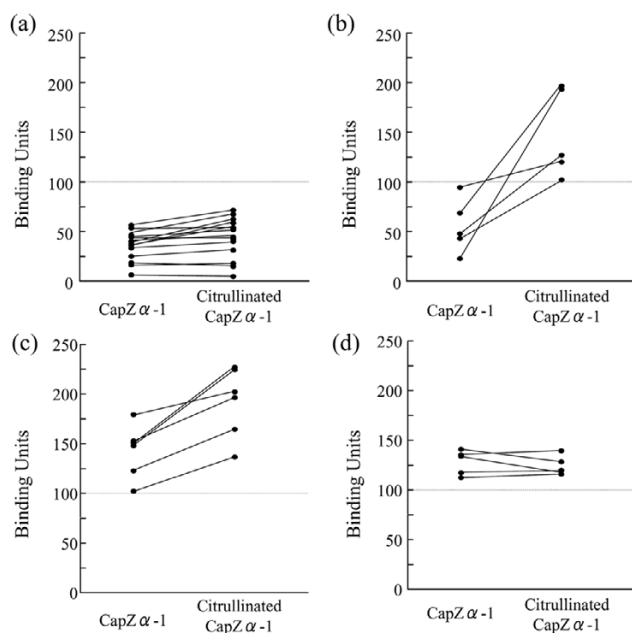 (a)
250
200
150
100
50
0
Binding Units
CapZ α -1
Citrullinated
CapZ α -1
(b)
250
200
150
100
50
0
Binding Units
CapZ α -1
Citrullinated
CapZ α -1
(c)
250
200
150
100
50
0
Binding Units
CapZ α -1
Citrullinated
CapZ α -1
(d)
250
200
150
100
50
0
Binding Units
CapZ α -1
Citrullinated
CapZ α -1